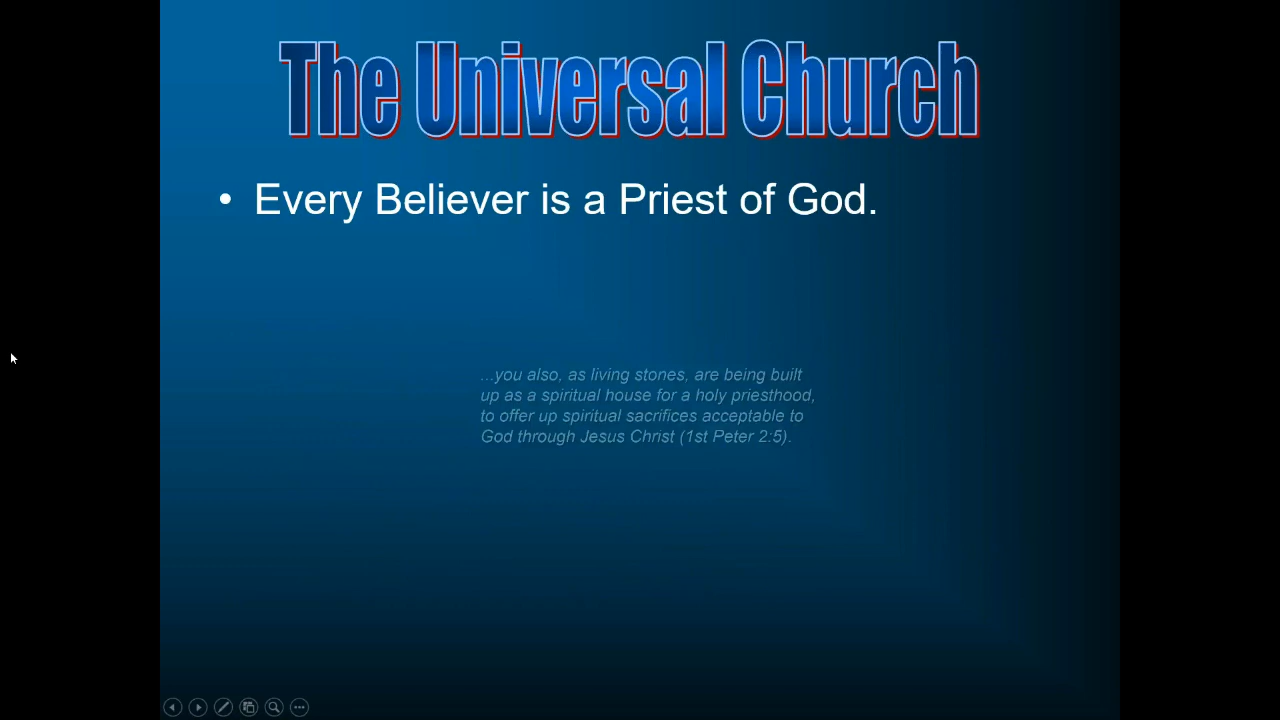 The Universal Church
• Every Believer is a Priest of God.
...you also, as living stones, are being built
up as a spiritual house for a holy priesthood,
to offer up spiritual sacrifices acceptable to
God through Jesus Christ (1st Peter 2:5).